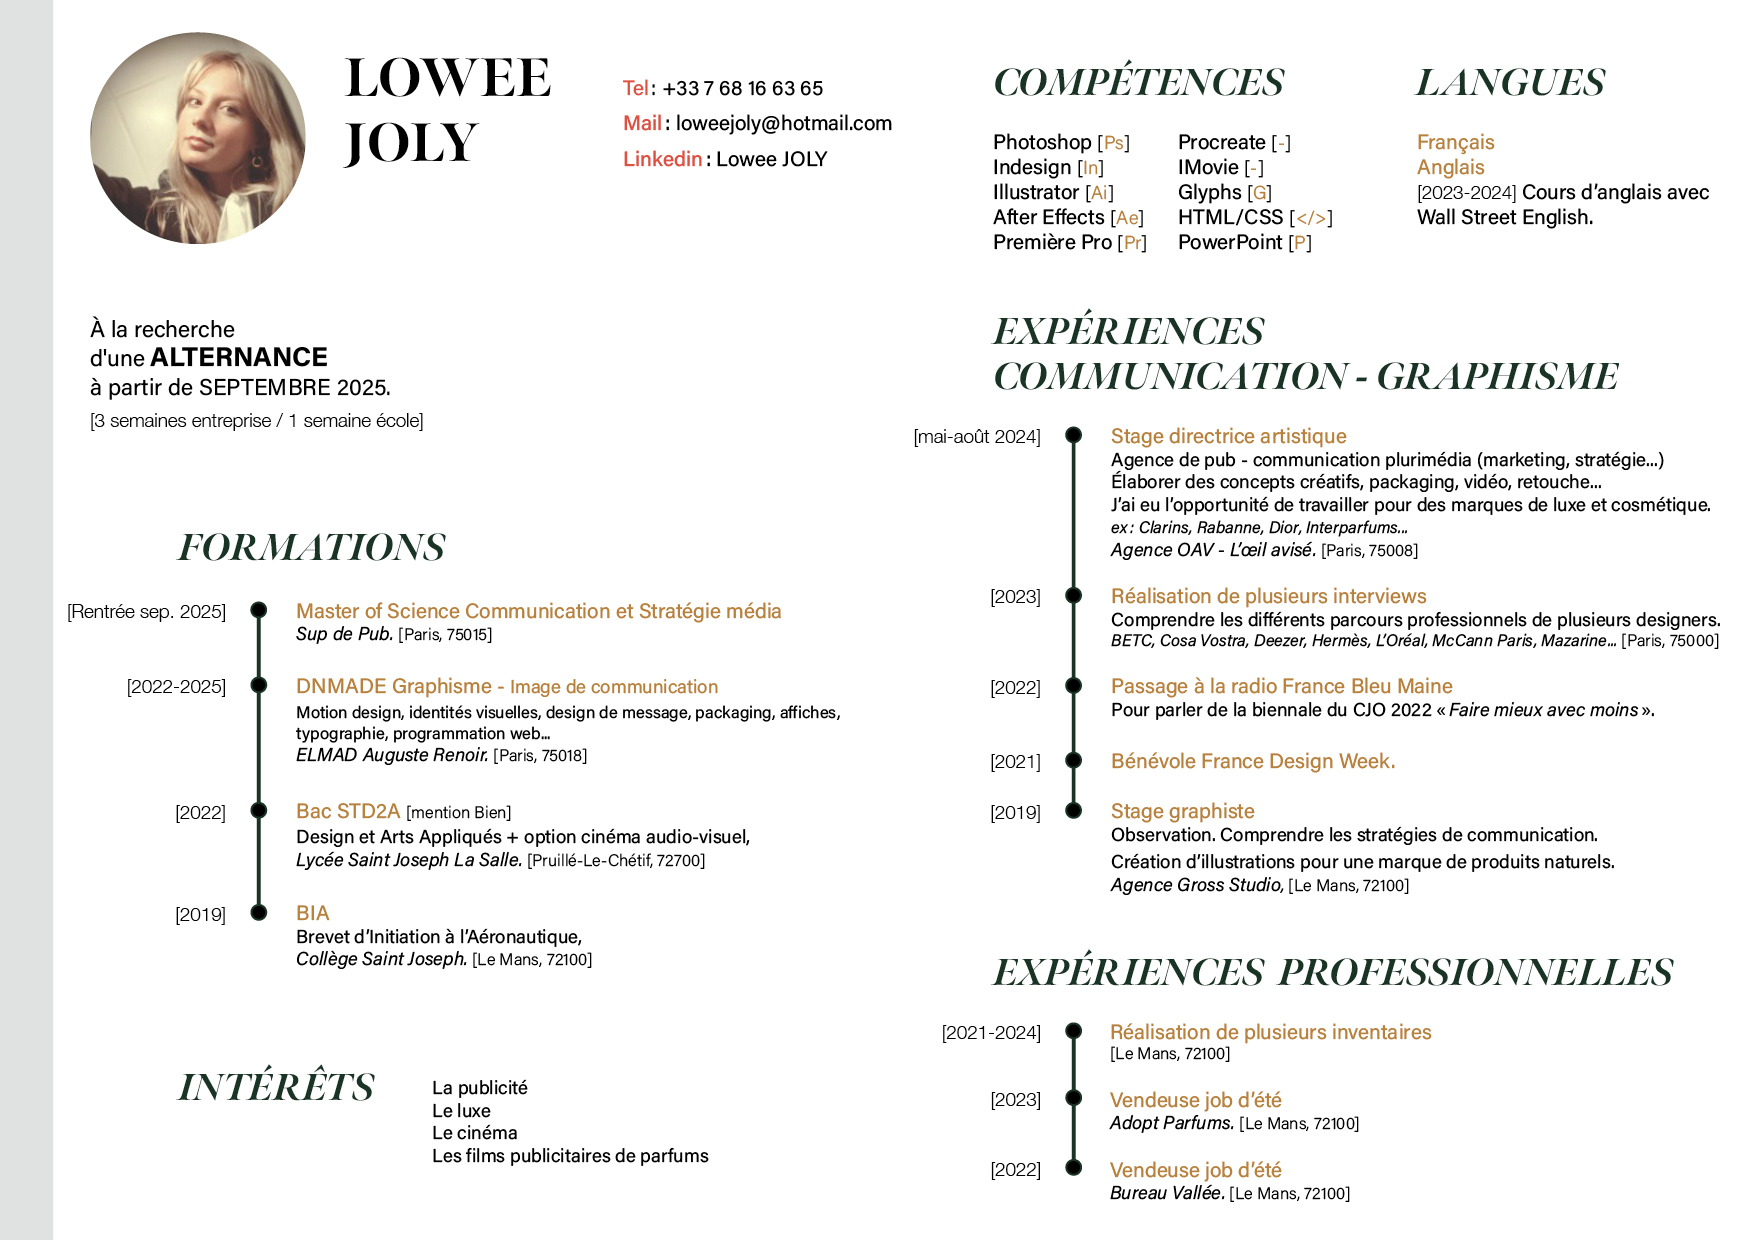 LOWEE
JOLY
Tel : +33 7 68 16 63 65
Mail : loweejoly@hotmail.com
Linkedin : Lowee JOLY
À la recherche
d'une ALTERNANCE
à partir de SEPTEMBRE 2025.
[3 semaines entreprise / 1 semaine école]
FORMATIONS
[Rentrée sep. 2025] Master of Science Communication et Stratégie média
Sup de Pub. [Paris, 75015]
[2022-2025] DNMADE Graphisme - Image de communication
Motion design, identités visuelles, design de message, packaging, affiches,
typographie, programmation web...
ELMAD Auguste Renoir. [Paris, 75018]
[2022] Bac STD2A [mention Bien]
Design et Arts Appliqués + option cinéma audio-visuel,
Lycée Saint Joseph La Salle. [Pruillé-Le-Chétif, 72700]
[2019] BIA
Brevet d’Initiation à l’Aéronautique,
Collège Saint Joseph. [Le Mans, 72100]
INTÉRÊTS
La publicité
Le luxe
Le cinéma
Les films publicitaires de parfums
COMPÉTENCES
Photoshop [Ps]
Indesign [In]
Illustrator [Ai]
After Effects [Ae]
Première Pro [Pr]
Procreate [-]
IMovie [-]
Glyphs [G]
HTML/CSS [</>]
PowerPoint [P]
LANGUES
Français
Anglais
[2023-2024] Cours d’anglais avec
Wall Street English.
EXPÉRIENCES
COMMUNICATION - GRAPHISME
[mai-août 2024] Stage directrice artistique
Agence de pub - communication plurimédia (marketing, stratégie...)
Élaborer des concepts créatifs, packaging, vidéo, retouche...
J’ai eu l’opportunité de travailler pour des marques de luxe et cosmétique.
ex : Clarins, Rabanne, Dior, Interparfums...
Agence OAV - L’œil avisé. [Paris, 75008]
[2023] Réalisation de plusieurs interviews
Comprendre les différents parcours professionnels de plusieurs designers.
BETC, Cosa Vostra, Deezer, Hermès, L’Oréal, McCann Paris, Mazarine... [Paris, 75000]
[2022] Passage à la radio France Bleu Maine
Pour parler de la biennale du CJO 2022 « Faire mieux avec moins ».
[2021] Bénévole France Design Week.
[2019] Stage graphiste
Observation. Comprendre les stratégies de communication.
Création d’illustrations pour une marque de produits naturels.
Agence Gross Studio, [Le Mans, 72100]
EXPÉRIENCES PROFESSIONNELLES
[2021-2024] Réalisation de plusieurs inventaires
[Le Mans, 72100]
[2023] Vendeuse job d’été
Adopt Parfums. [Le Mans, 72100]
[2022] Vendeuse job d’été
Bureau Vallée. [Le Mans, 72100]